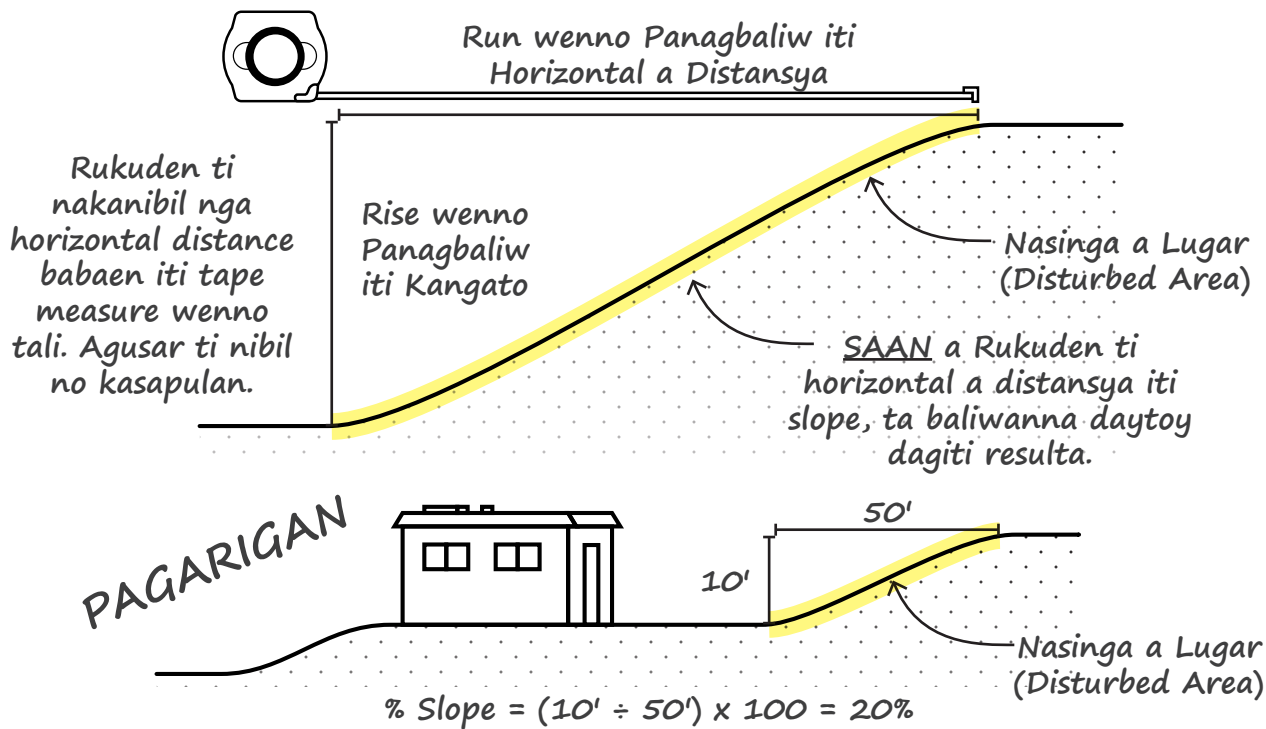 Run wenno Panagbaliw iti
Horizontal a Distansya
Rukuden ti
nakanibil nga
horizontal distance
babaen iti tape
measure wenno
tali. Agusar ti nibil
no kasapulan.
Rise wenno
Panagbaliw
iti Kangato
Nasinga a Lugar
(Disturbed Area)
SAAN a Rukuden ti
horizontal a distansya iti
slope, ta baliwanna daytoy
dagiti resulta.
PAGARIGAN
50'
10'
Nasinga a Lugar
(Disturbed Area)
% Slope = (10' ÷ 50') x 100 = 20%